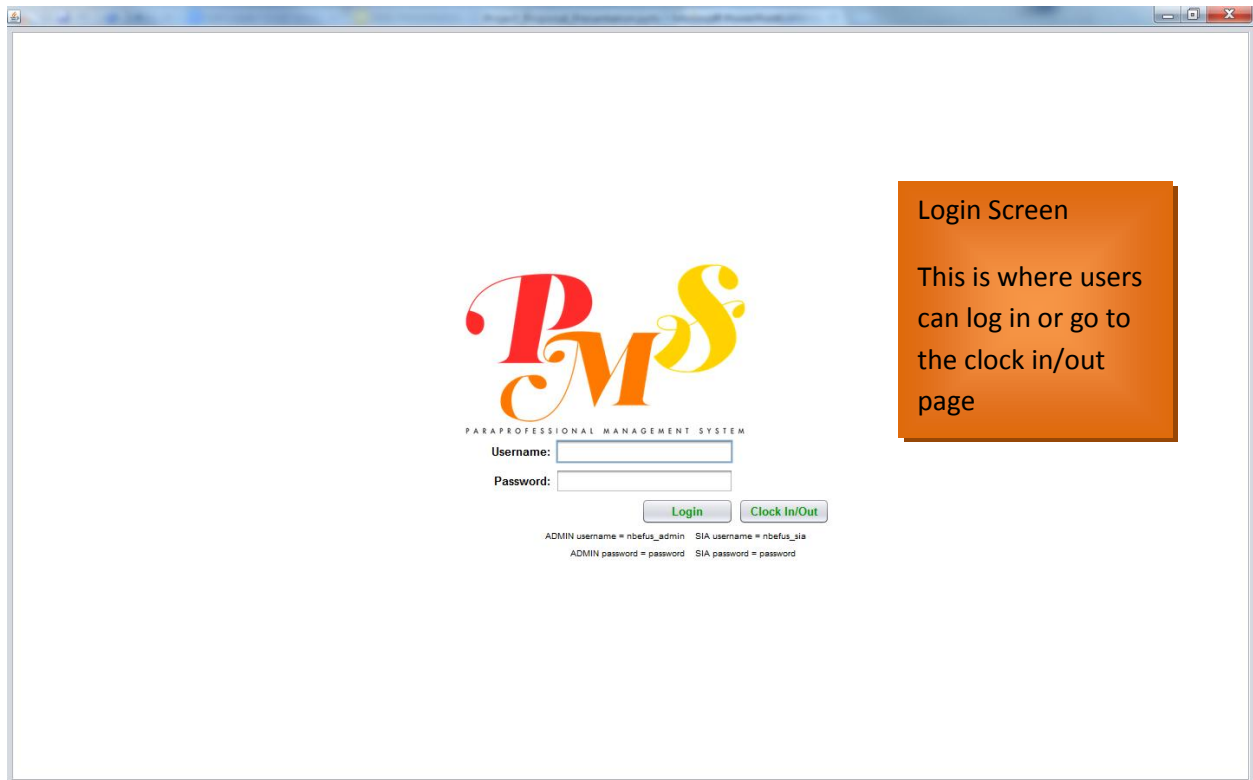 PMS
PARAPROFESSIONAL MANAGEMENT SYSTEM
Username:
Password:
Login Clock In/Out
ADMIN username = nbefus_admin SIA username = nbefus_sia
ADMIN password = password SIA password = password
Login Screen
This is where users
can log in or go to
the clock in/out
page